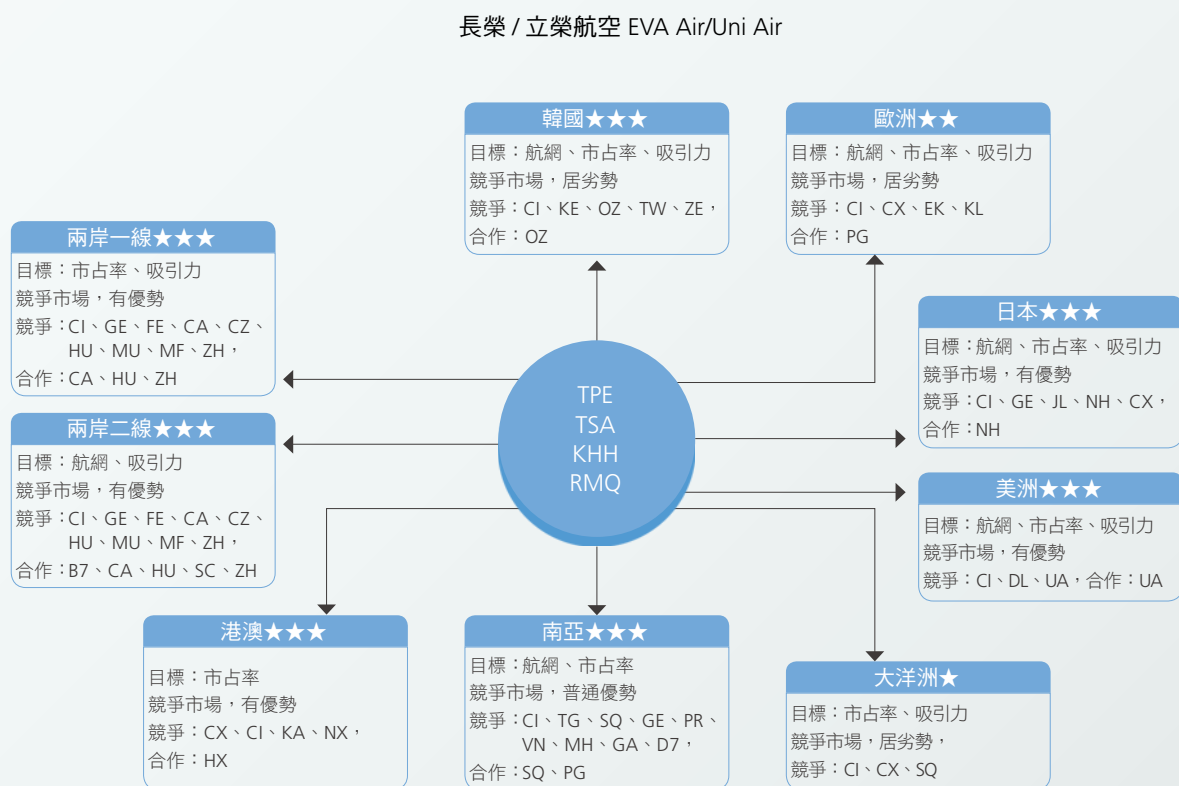 長榮 / 立榮航空 EVA Air/Uni Air
韓國★★★
目標：航網、市占率、吸引力
競爭市場，居劣勢
競爭：CI、KE、OZ、TW、ZE，
合作：OZ
歐洲★★
目標：航網、市占率、吸引力
競爭市場，居劣勢
競爭：CI、CX、EK、KL
合作：PG
兩岸一線★★★
目標：市占率、吸引力
競爭市場，有優勢
競爭：CI、GE、FE、CA、CZ、
HU、MU、MF、ZH，
合作：CA、HU、ZH
日本★★★
目標：航網、市占率、吸引力
競爭市場，有優勢
競爭：CI、GE、JL、NH、CX，
合作：NH
TPE
TSA
KHH
RMQ
兩岸二線★★★
目標：航網、吸引力
競爭市場，有優勢
競爭：CI、GE、FE、CA、CZ、
HU、MU、MF、ZH，
合作：B7、CA、HU、SC、ZH
美洲★★★
目標：航網、市占率、吸引力
競爭市場，有優勢
競爭：CI、DL、UA，合作：UA
港澳★★★
目標：市占率
競爭市場，有優勢
競爭：CX、CI、KA、NX，
合作：HX
南亞★★★
目標：航網、市占率
競爭市場，普通優勢
競爭：CI、TG、SQ、GE、PR、
VN、MH、GA、D7，
合作：SQ、PG
大洋洲★
目標：市占率、吸引力
競爭市場，居劣勢，
競爭：CI、CX、SQ